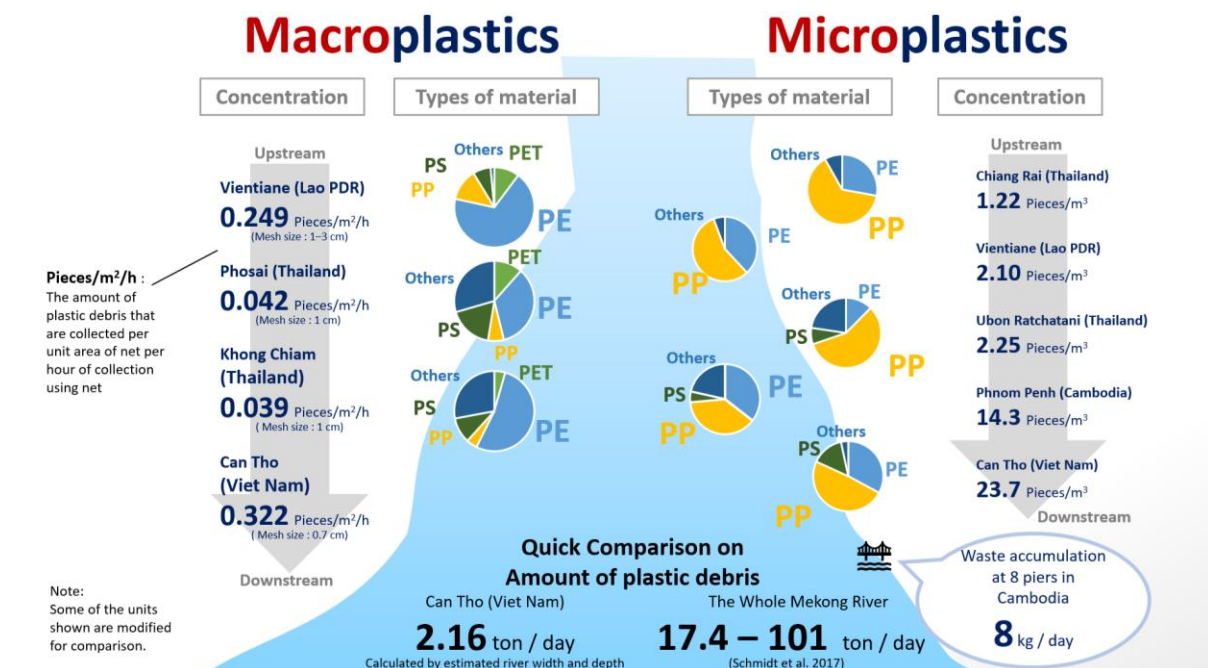 Macroplastics
Microplastics
Concentration
Types of material
Types of material
Concentration
Upstream
Vientiane (Lao PDR)
0.249 Pieces/m²/h
(Mesh size : 1–3 cm)
Phosai (Thailand)
0.042 Pieces/m²/h
(Mesh size : 1 cm)
Khong Chiam
(Thailand)
0.039 Pieces/m²/h
( Mesh size : 1 cm)
Can Tho
(Viet Nam)
0.322 Pieces/m²/h
( Mesh size : 0.7 cm)
Downstream
Pieces/m²/h :
The amount of
plastic debris that
are collected per
unit area of net per
hour of collection
using net
Note:
Some of the units
shown are modified
for comparison.
Others PET
PS
PP
PE
PET
Others
PE
PS
PP
Others PET
PS
PP PE
Others PE
PP
Others
PE
PP
Others PE
PS
PP
Others
PE
PS
PP
Others
PS
PE
PP
Upstream
Chiang Rai (Thailand)
1.22 Pieces/m³
Vientiane (Lao PDR)
2.10 Pieces/m³
Ubon Ratchatani (Thailand)
2.25 Pieces/m³
Phnom Penh (Cambodia)
14.3 Pieces/m³
Can Tho (Viet Nam)
23.7 Pieces/m³
Downstream
Quick Comparison on
Amount of plastic debris
Can Tho (Viet Nam)
2.16 ton / day
Calculated by estimated river width and depth
The Whole Mekong River
17.4 – 101 ton / day
(Schmidt et al. 2017)
Waste accumulation
at 8 piers in
Cambodia
8 kg / day